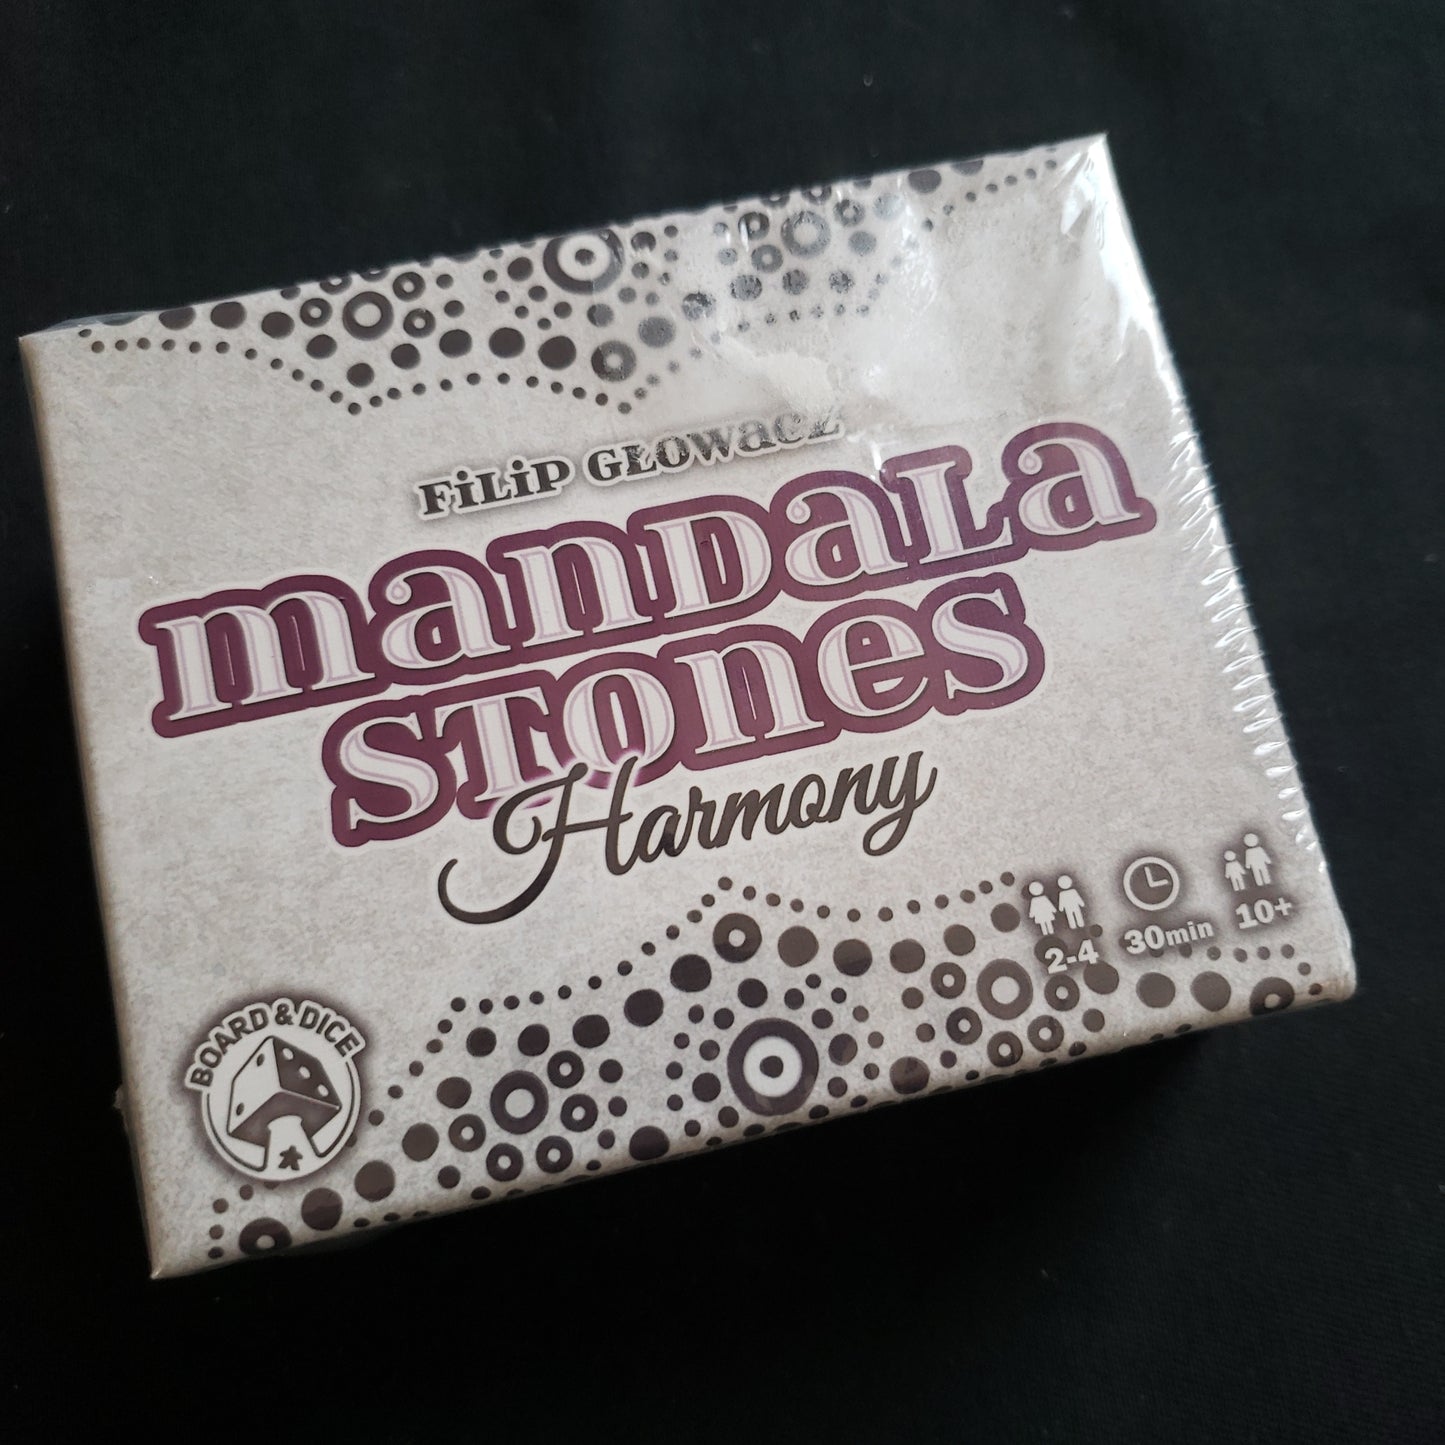 FiLiP GŁOWaCZ
manDaLa
STones
Harmony
2-4
30min
10+
BOARD & DICE